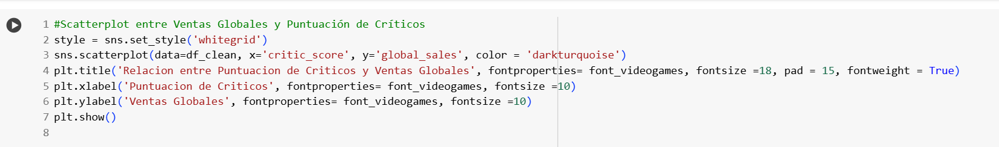 1 #Scatterplot entre Ventas Globales y Puntuación de Críticos
2 style = sns.set_style('whitegrid')
3 sns.scatterplot(data=df_clean, x='critic_score', y='global_sales', color = 'darkturquoise')
4 plt.title('Relacion entre Puntuacion de Criticos y Ventas Globales', fontproperties= font_videogames, fontsize =18, pad = 15, fontweight = True)
5 plt.xlabel('Puntuacion de Criticos', fontproperties= font_videogames, fontsize =10)
6 plt.ylabel('Ventas Globales', fontproperties= font_videogames, fontsize =10)
7 plt.show()
8